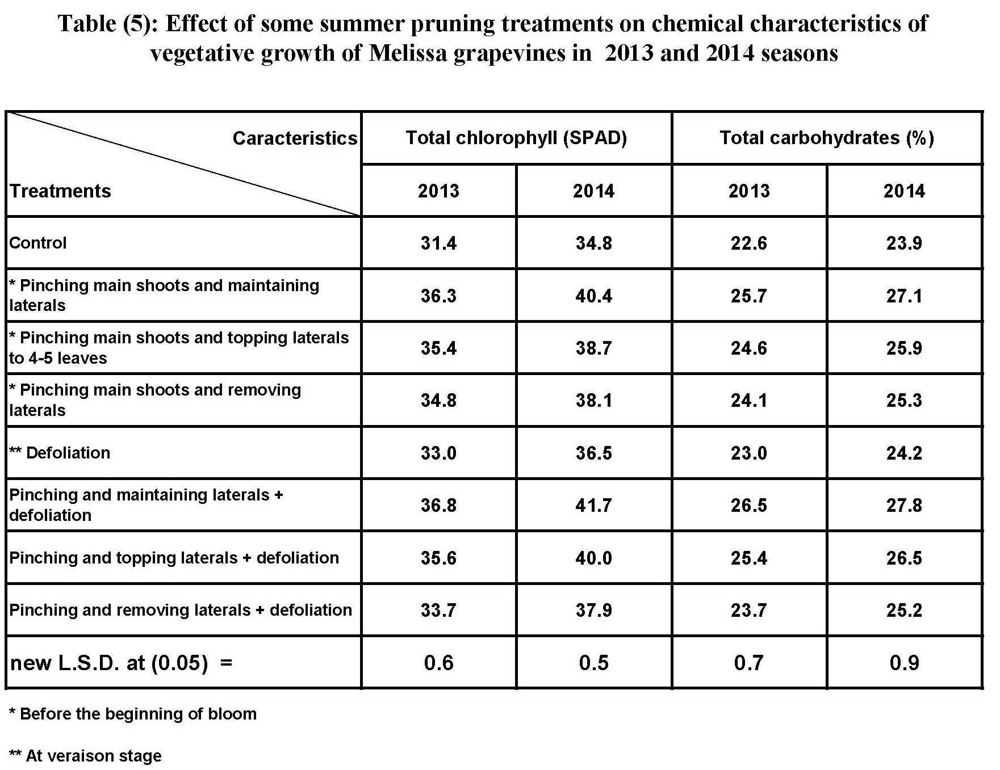 Table (5): Effect of some summer pruning treatments on chemical characteristics of
vegetative growth of Melissa grapevines in 2013 and 2014 seasons
Caracteristics Total chlorophyll (SPAD) Total carbohydrates (%)
Treatments 2013 2014 2013 2014
Control 31.4 34.8 22.6 23.9
* Pinching main shoots and maintaining
laterals 36.3 40.4 25.7 27.1
* Pinching main shoots and topping laterals
to 4-5 leaves 35.4 38.7 24.6 25.9
* Pinching main shoots and removing
laterals 34.8 38.1 24.1 25.3
** Defoliation 33.0 36.5 23.0 24.2
Pinching and maintaining laterals +
defoliation 36.8 41.7 26.5 27.8
Pinching and topping laterals + defoliation 35.6 40.0 25.4 26.5
Pinching and removing laterals + defoliation 33.7 37.9 23.7 25.2
new L.S.D. at (0.05) = 0.6 0.5 0.7 0.9
* Before the beginning of bloom
** At veraison stage